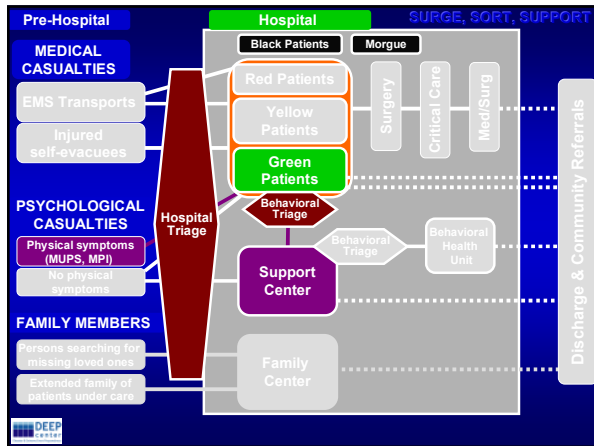 Pre-Hospital
Hospital
SURGE, SORT, SUPPORT
Black Patients
Morgue
MEDICAL
CASUALTIES
EMS Transports
Injured
self-evacuees
PSYCHOLOGICAL
CASUALTIES
Physical symptoms
(MUPS, MPI)
No physical
symptoms
FAMILY MEMBERS
Persons searching for
missing loved ones
Extended family of
patients under care
Hospital
Triage
Red Patients
Yellow
Patients
Green
Patients
Behavioral
Triage
Support
Center
Family
Center
Surgery
Critical Care
Med/Surg
Behavioral
Triage
Behavioral
Health
Unit
Discharge & Community Referrals
DEEP
center